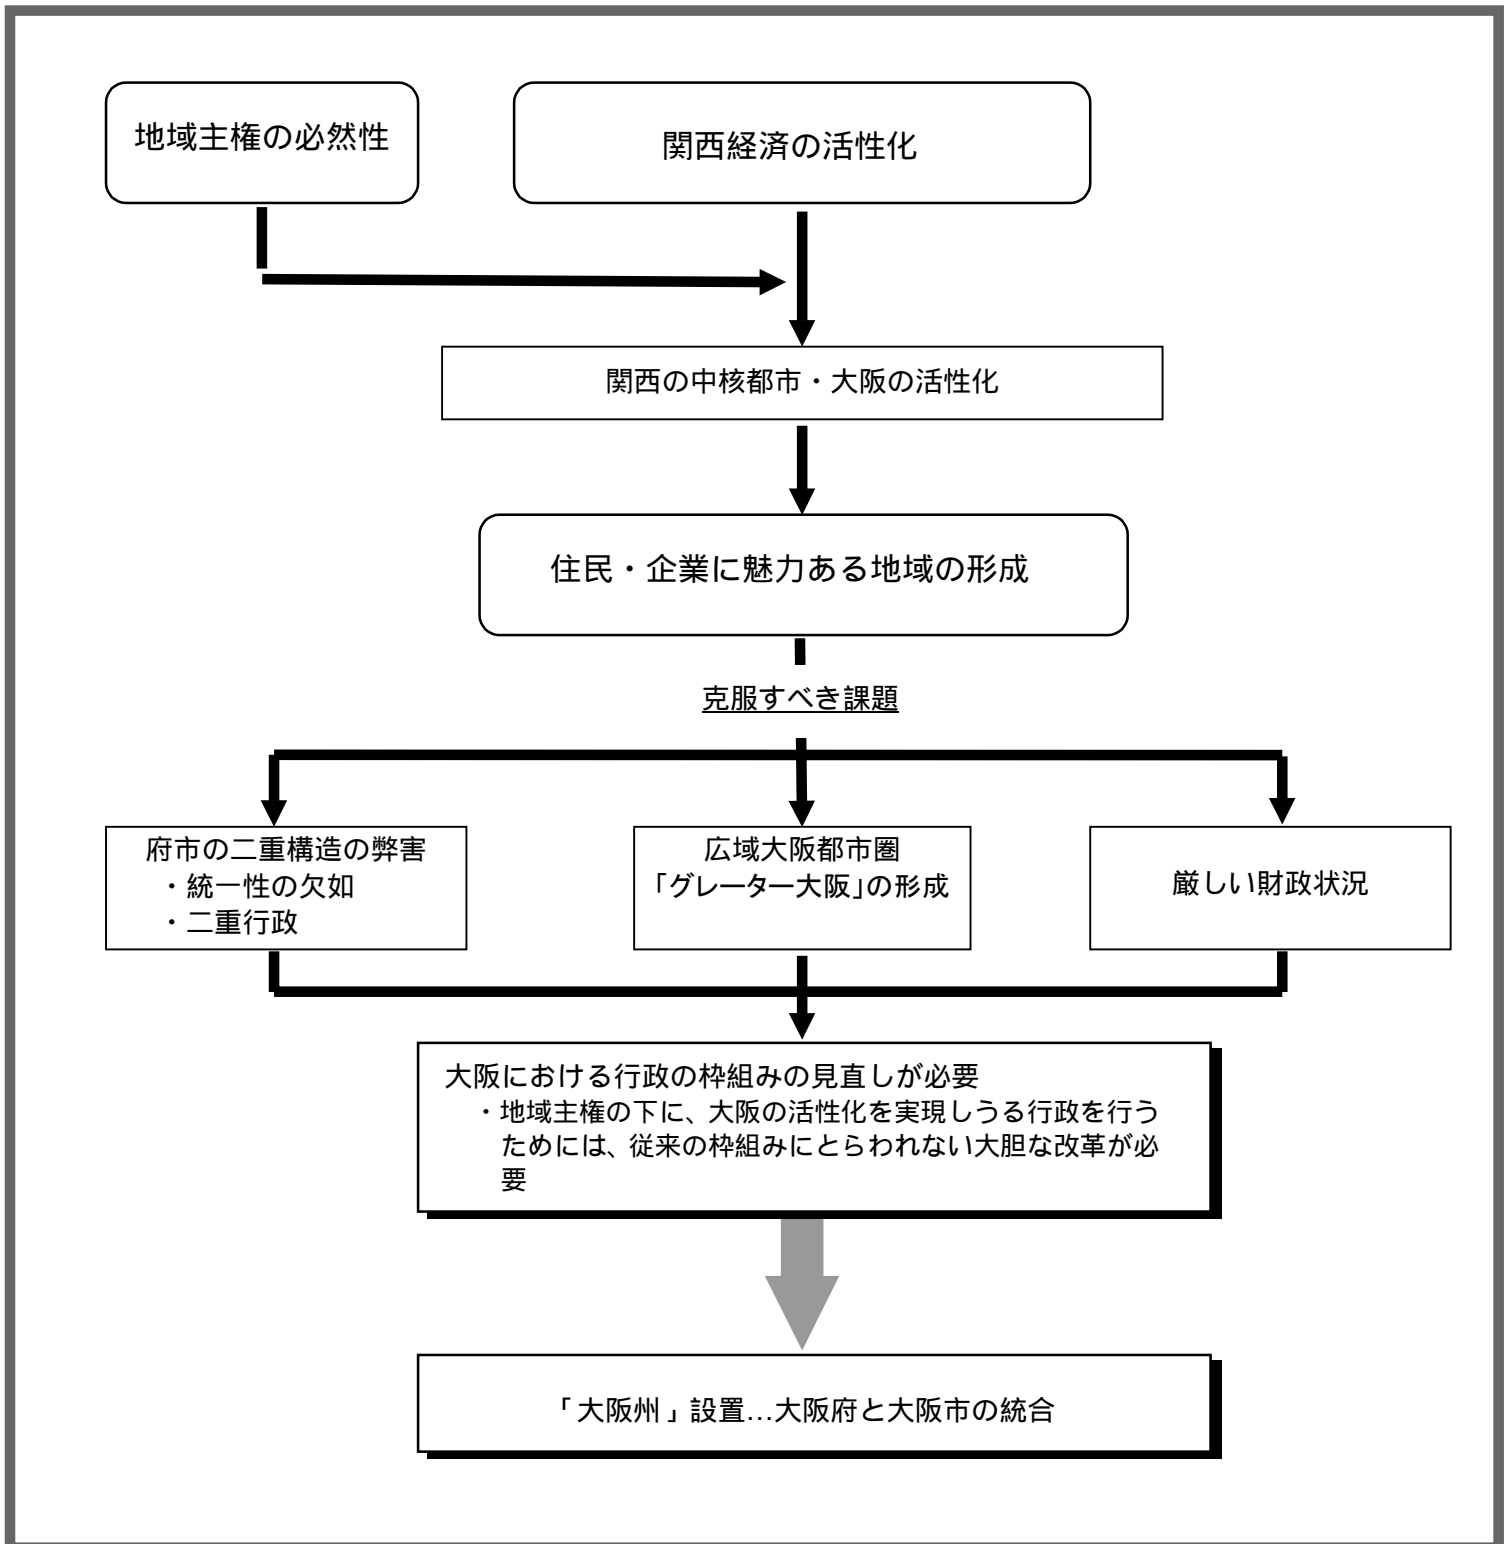 地域主権の必然性
関西経済の活性化
関西の中核都市・大阪の活性化
住民・企業に魅力ある地域の形成
克服すべき課題
府市の二重構造の弊害
・統一性の欠如
・二重行政
広域大阪都市圏
「グレーター大阪」の形成
厳しい財政状況
大阪における行政の枠組みの見直しが必要
・地域主権の下に、大阪の活性化を実現しうる行政を行う
ためには、従来の枠組みにとらわれない大胆な改革が必
要
「大阪州」設置…大阪府と大阪市の統合